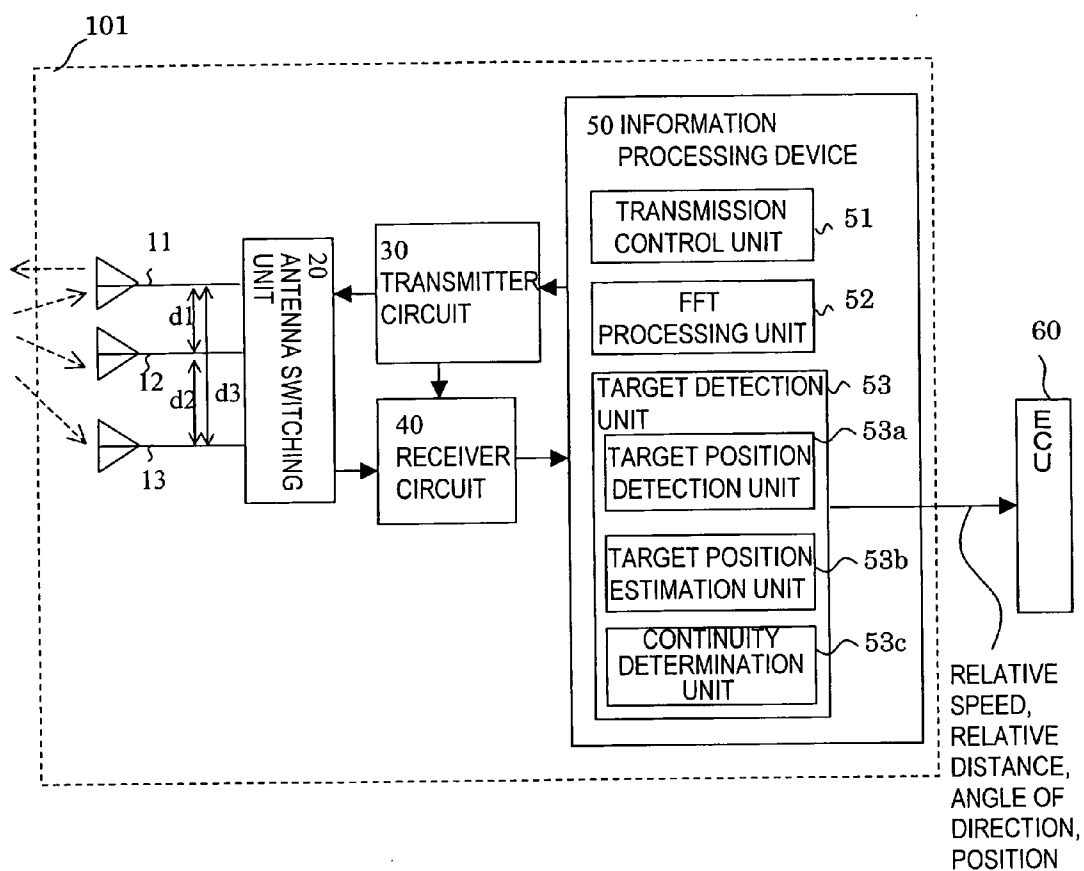 101
50 INFORMATION
PROCESSING DEVICE
TRANSMISSION
CONTROL UNIT
51
FFT
PROCESSING UNIT
52
TARGET DETECTION
UNIT
53
TARGET POSITION
DETECTION UNIT
53a
TARGET POSITION
ESTIMATION UNIT
53b
CONTINUITY
DETERMINATION
UNIT
53c
11
12
13
d1
d2
d3
20
ANTENNA SWITCHING
UNIT
30
TRANSMITTER
CIRCUIT
40
RECEIVER
CIRCUIT
60
ECU
RELATIVE
SPEED,
RELATIVE
DISTANCE,
ANGLE OF
DIRECTION,
POSITION